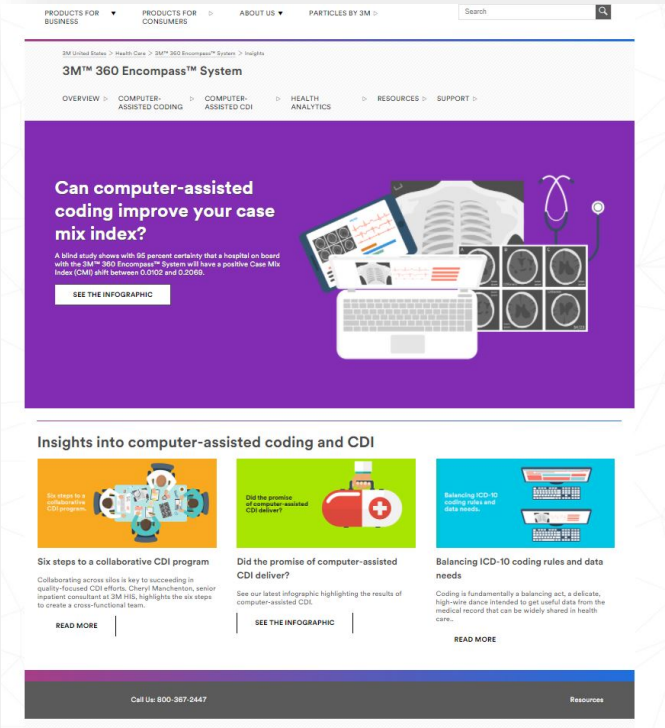 PRODUCTS FOR BUSINESS
PRODUCTS FOR CONSUMERS
ABOUT US
PARTICLES BY 3M
Search
3M United States > Health Care > 3M™ 360 Encompass™ System > Insights
3M™ 360 Encompass™ System
OVERVIEW
COMPUTER-ASSISTED CODING
COMPUTER-ASSISTED CDI
HEALTH ANALYTICS
RESOURCES
SUPPORT
Can computer-assisted
coding improve your case
mix index?
A blind study shows with 95 percent certainty that a hospital on board
with the 3M™ 360 Encompass™ System will have a positive Case Mix
Index (CMI) shift between 0.0102 and 0.2069.
SEE THE INFOGRAPHIC
Insights into computer-assisted coding and CDI
Six steps to a
collaborative CDI
program.
Did the promise
of computer-assisted
CDI deliver?
Balancing ICD-10
coding rules and
data needs.
Six steps to a collaborative CDI program
Collaborating across silos is key to succeeding in
quality-focused CDI efforts. Cheryl Manchenton, senior
inpatient consultant at 3M HIS, highlights the six steps
to create a cross-functional team.
READ MORE
Did the promise of computer-assisted
CDI deliver?
See our latest infographic highlighting the results of
computer-assisted CDI.
SEE THE INFOGRAPHIC
Balancing ICD-10 coding rules and data
needs
Coding is fundamentally a balancing act, a delicate,
high-wire dance intended to get useful data from the
medical record that can be widely shared in health
care..
READ MORE
Call Us: 800-367-2447
Resources